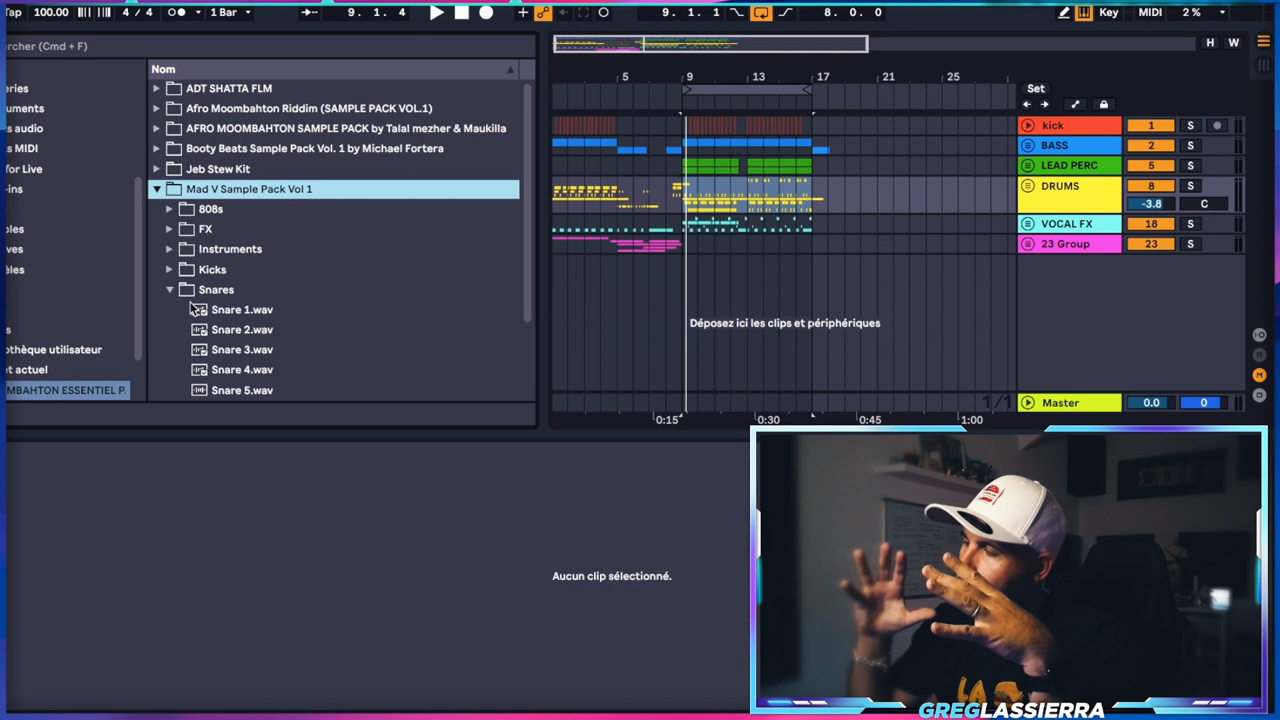 Tap 100.00 4 / 4 1 Bar 9. 1. 4 9. 1. 1 8. 0. 0 Key MIDI 2 %
ercher (Cmd + F)
H W
Nom
eries
uments
ts audio
ts MIDI
for Live
-ins
ples
ves
èles
s
othèque utilisateur
et actuel
MBAHTON ESSENTIEL P.
ADT SHATTA FLM
Afro Moombahton Riddim (SAMPLE PACK VOL.1)
AFRO MOOMBAHTON SAMPLE PACK by Talal mezher & Maukilla
Booty Beats Sample Pack Vol. 1 by Michael Fortera
Jeb Stew Kit
Mad V Sample Pack Vol 1
808s
FX
Instruments
Kicks
Snares
Snare 1.wav
Snare 2.wav
Snare 3.wav
Snare 4.wav
Snare 5.wav
5 9 13 17 21 25
Set
kick 1 S
BASS 2 S
LEAD PERC 5 S
DRUMS 8 S
-3.8 C
VOCAL FX 18 S
23 Group 23 S
Déposez ici les clips et périphériques
1/1
Master 0.0 0
0:15 0:30 0:45 1:00
Aucun clip sélectionné.
LA
GREGLASSIERRA